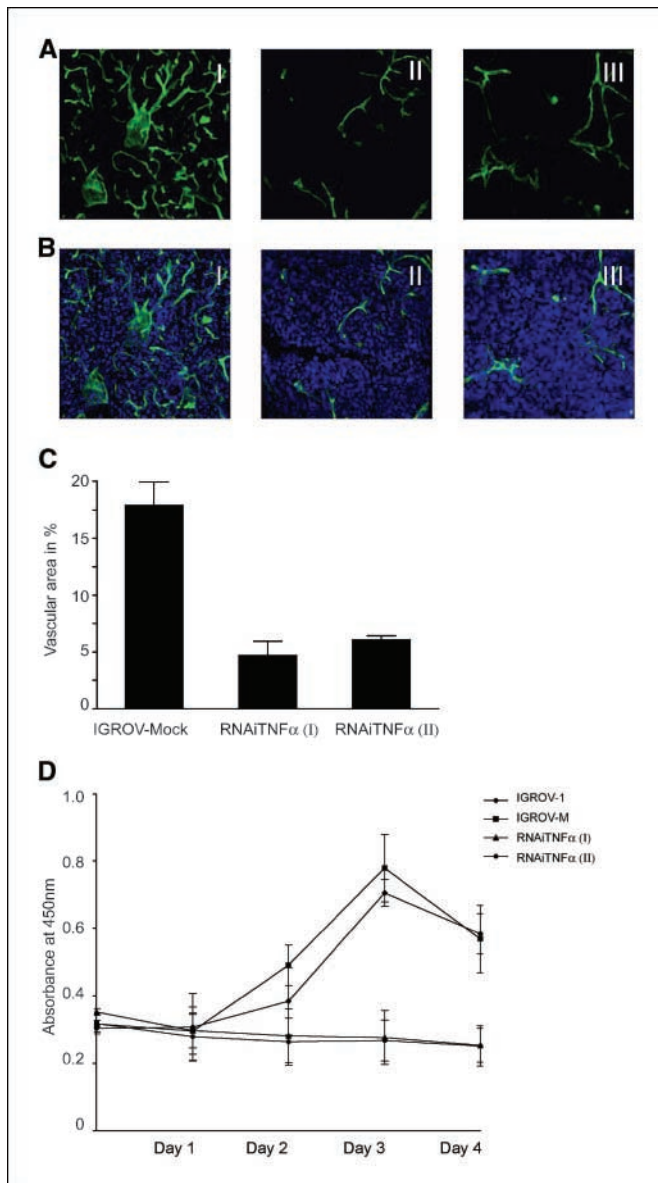 A
I
II
III
B
I
II
III
C
20
15
10
5
0
Vascular area in %
IGROV-Mock
RNAiTNFα (I)
RNAiTNFα (II)
D
1.0
0.8
0.6
0.4
0.2
0
Absorbance at 450nm
IGROV-1
IGROV-M
RNAiTNFα (I)
RNAiTNFα (II)
Day 1
Day 2
Day 3
Day 4